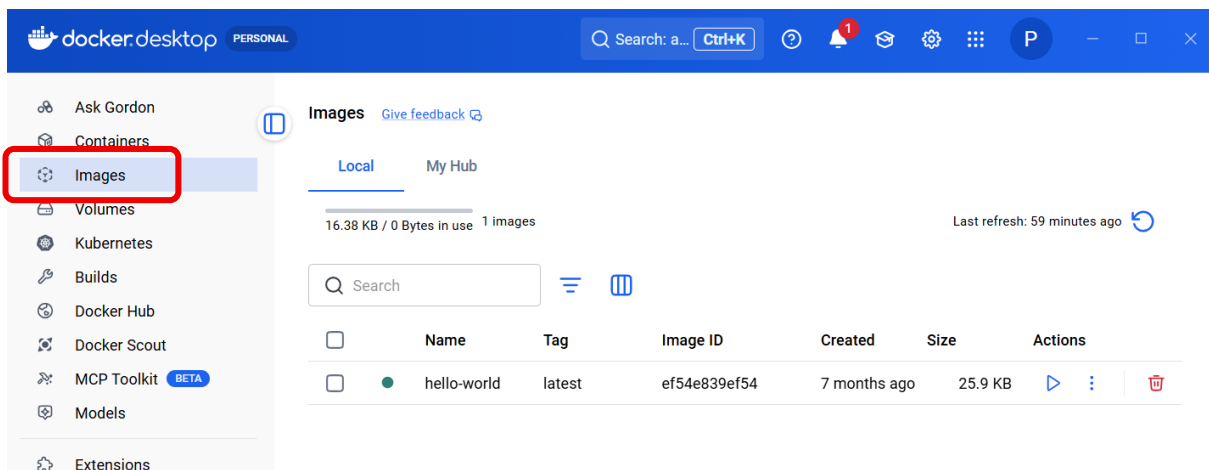 docker.desktop PERSONAL Search: a... Ctrl+K 1 P
Ask Gordon
Containers
Images
Volumes
Kubernetes
Builds
Docker Hub
Docker Scout
MCP Toolkit BETA
Models
Extensions
Images Give feedback
Local My Hub
16.38 KB / 0 Bytes in use 1 images Last refresh: 59 minutes ago
Search
Name Tag Image ID Created Size Actions
hello-world latest ef54e839ef54 7 months ago 25.9 KB